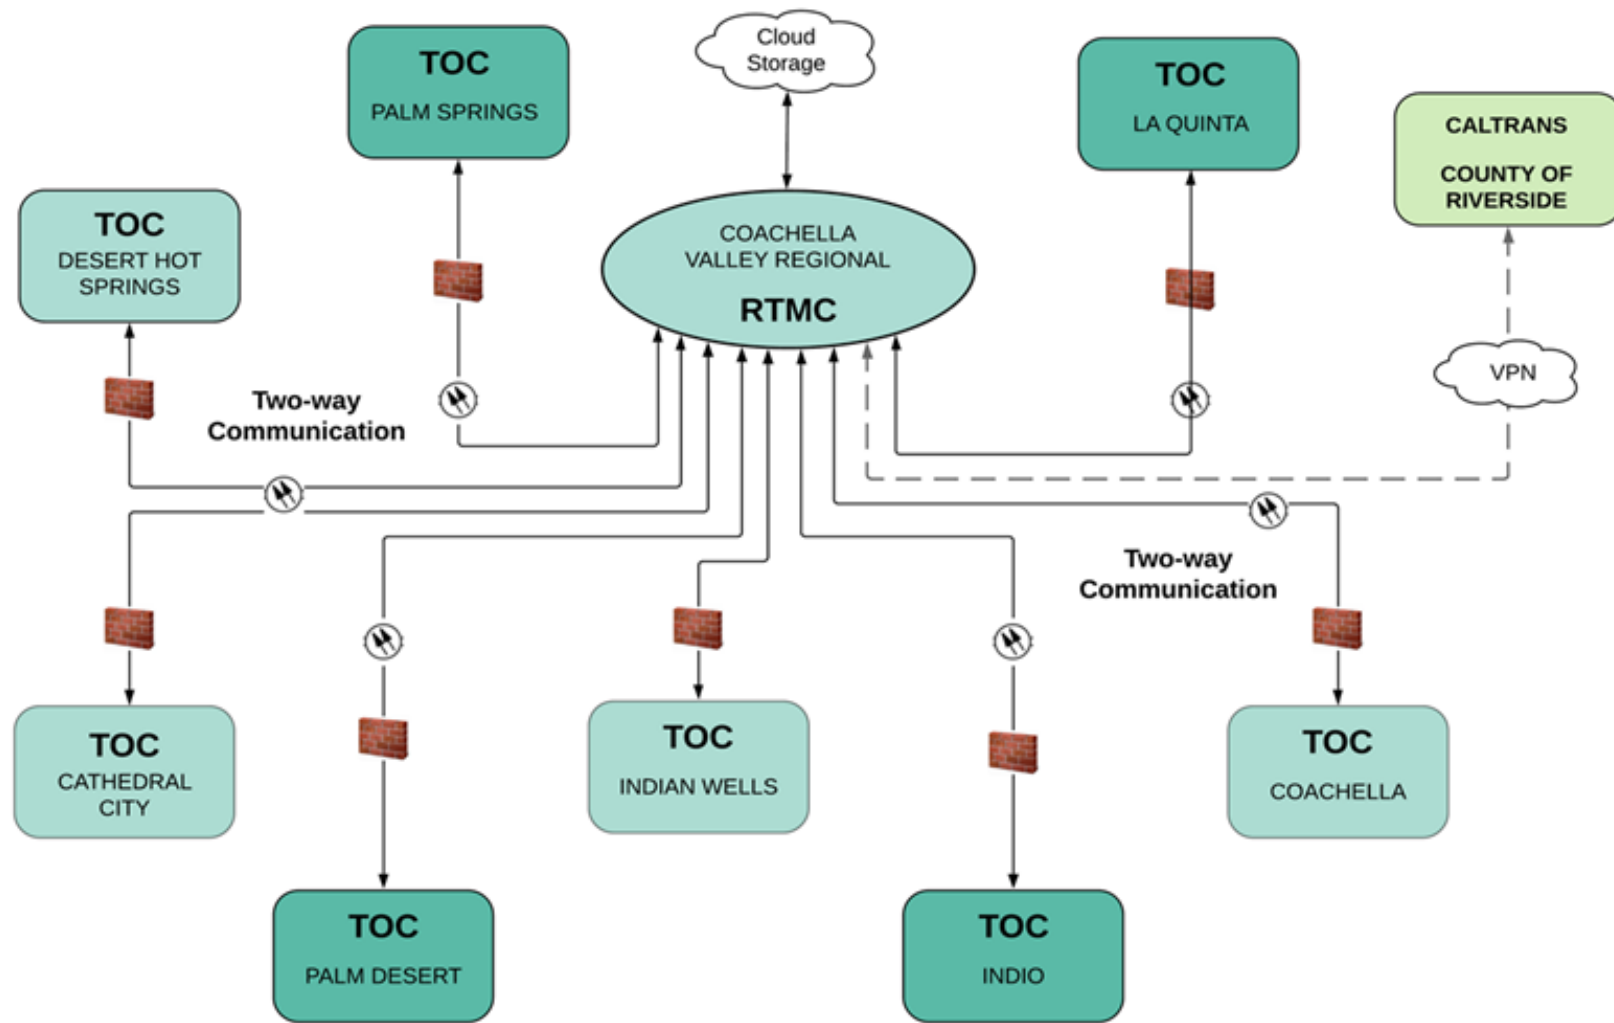 TOC
PALM SPRINGS
Cloud
Storage
TOC
LA QUINTA
CALTRANS
COUNTY OF
RIVERSIDE
TOC
DESERT HOT
SPRINGS
COACHELLA
VALLEY REGIONAL
RTMC
VPN
Two-way
Communication
Two-way
Communication
TOC
CATHEDRAL
CITY
TOC
INDIAN WELLS
TOC
COACHELLA
TOC
PALM DESERT
TOC
INDIO